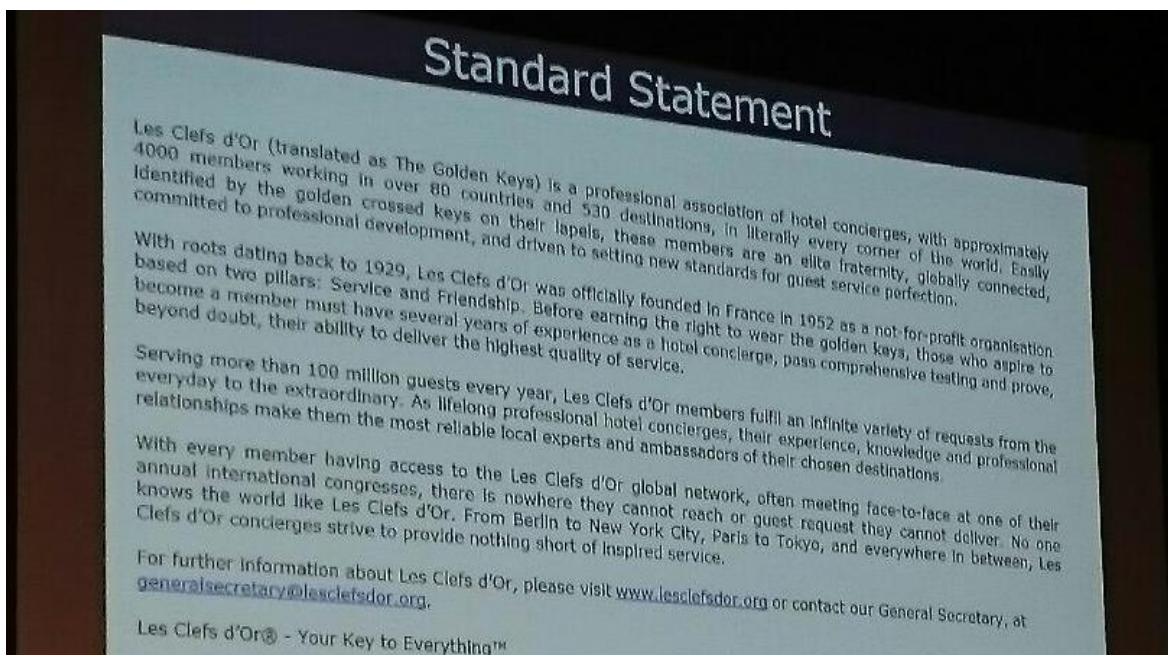 Standard Statement
Les Clefs d'Or (translated as The Golden Keys) is a professional association of hotel concierges, with approximately
4000 members working in over 80 countries and 530 destinations, in literally every corner of the world. Easily
identified by the golden crossed keys on their lapels, these members are an elite fraternity, globally connected,
committed to professional development, and driven to setting new standards for guest service perfection.
With roots dating back to 1929, Les Clefs d'Or was officially founded in France in 1952 as a not-for-profit organisation
based on two pillars: Service and Friendship. Before earning the right to wear the golden keys, those who aspire to
become a member must have several years of experience as a hotel concierge, pass comprehensive testing and prove,
beyond doubt, their ability to deliver the highest quality of service.
Serving more than 100 million guests every year, Les Clefs d'Or members fulfil an infinite variety of requests from the
everyday to the extraordinary. As lifelong professional hotel concierges, their experience, knowledge and professional
relationships make them the most reliable local experts and ambassadors of their chosen destinations.
With every member having access to the Les Clefs d'Or global network, often meeting face-to-face at one of their
annual international congresses, there is nowhere they cannot reach or guest request they cannot deliver. No one
knows the world like Les Clefs d'Or. From Berlin to New York City, Paris to Tokyo, and everywhere in between, Les
Clefs d'Or concierges strive to provide nothing short of inspired service.
For further information about Les Clefs d'Or, please visit www.lesclefsdor.org or contact our General Secretary, at
generalsecretary@lesclefsdor.org.
Les Clefs d'Or® - Your Key to Everything™